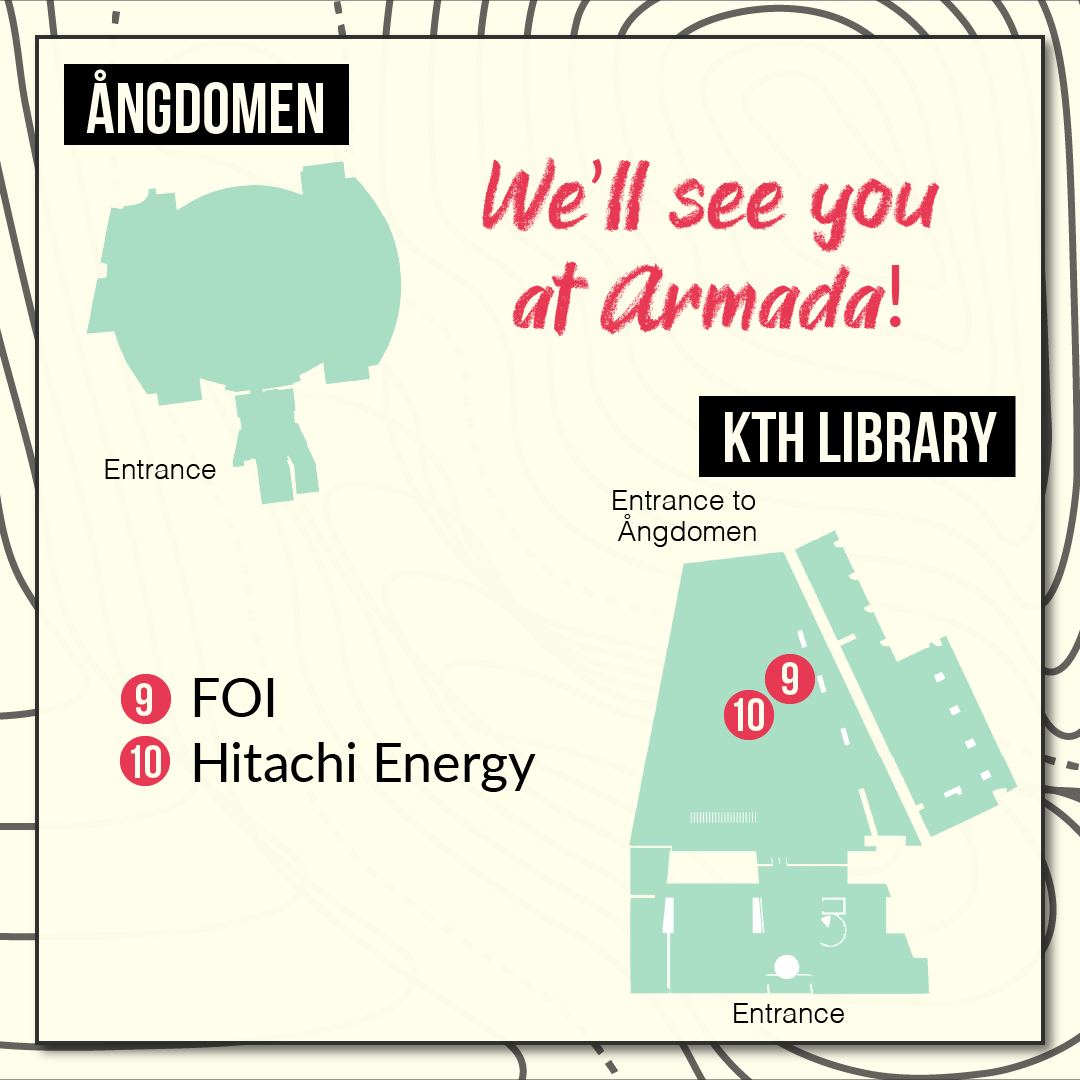 ÅNGDOMEN
We'll see you
at Armada!
Entrance
KTH LIBRARY
Entrance to
Ångdomen
9 FOI
10 Hitachi Energy
9
10
Entrance